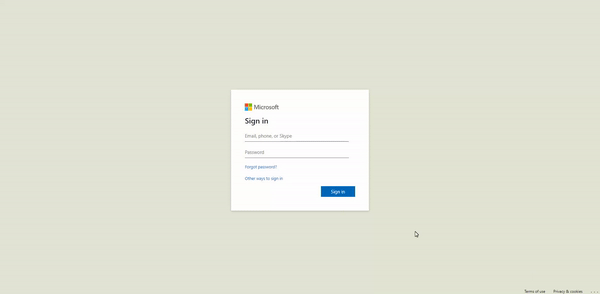 Microsoft
Sign in
Email, phone, or Skype
Password
Forgot password?
Other ways to sign in
Sign in
Terms of use
Privacy & cookies
...